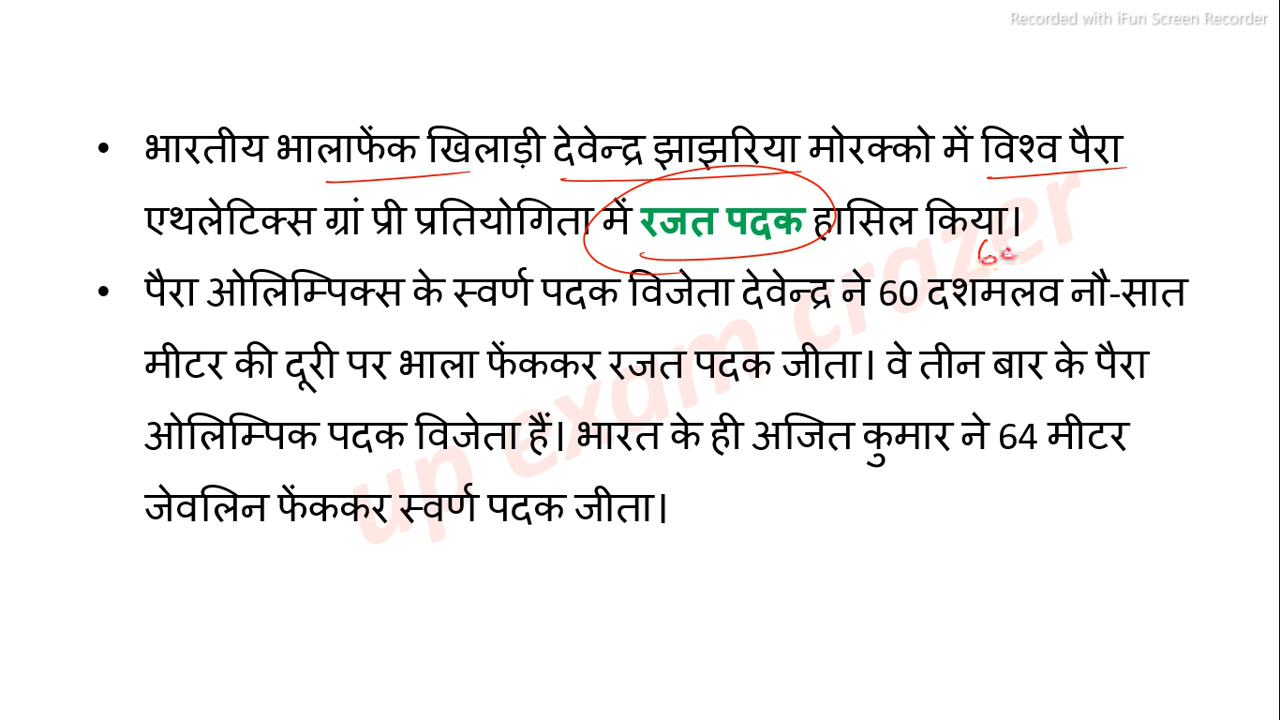 Recorded with iFun Screen Recorder
• भारतीय भालाफेंक खिलाड़ी देवेन्द्र झाझरिया मोरक्को में विश्व पैरा
एथलेटिक्स ग्रां प्री प्रतियोगिता में रजत पदक हासिल किया।
60
• पैरा ओलिम्पिक्स के स्वर्ण पदक विजेता देवेन्द्र ने 60 दशमलव नौ-सात
मीटर की दूरी पर भाला फेंककर रजत पदक जीता। वे तीन बार के पैरा
ओलिम्पिक पदक विजेता हैं। भारत के ही अजित कुमार ने 64 मीटर
जेवलिन फेंककर स्वर्ण पदक जीता।
up exam crazer